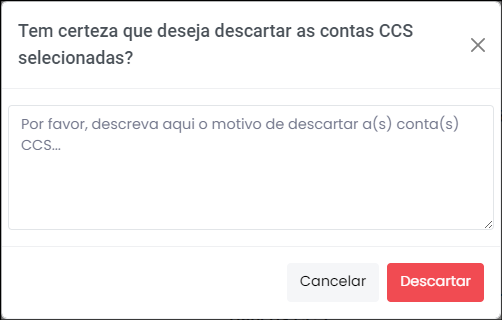 Tem certeza que deseja descartar as contas CCS
selecionadas?
Por favor, descreva aqui o motivo de descartar a(s) conta(s)
CCS...
Cancelar
Descartar